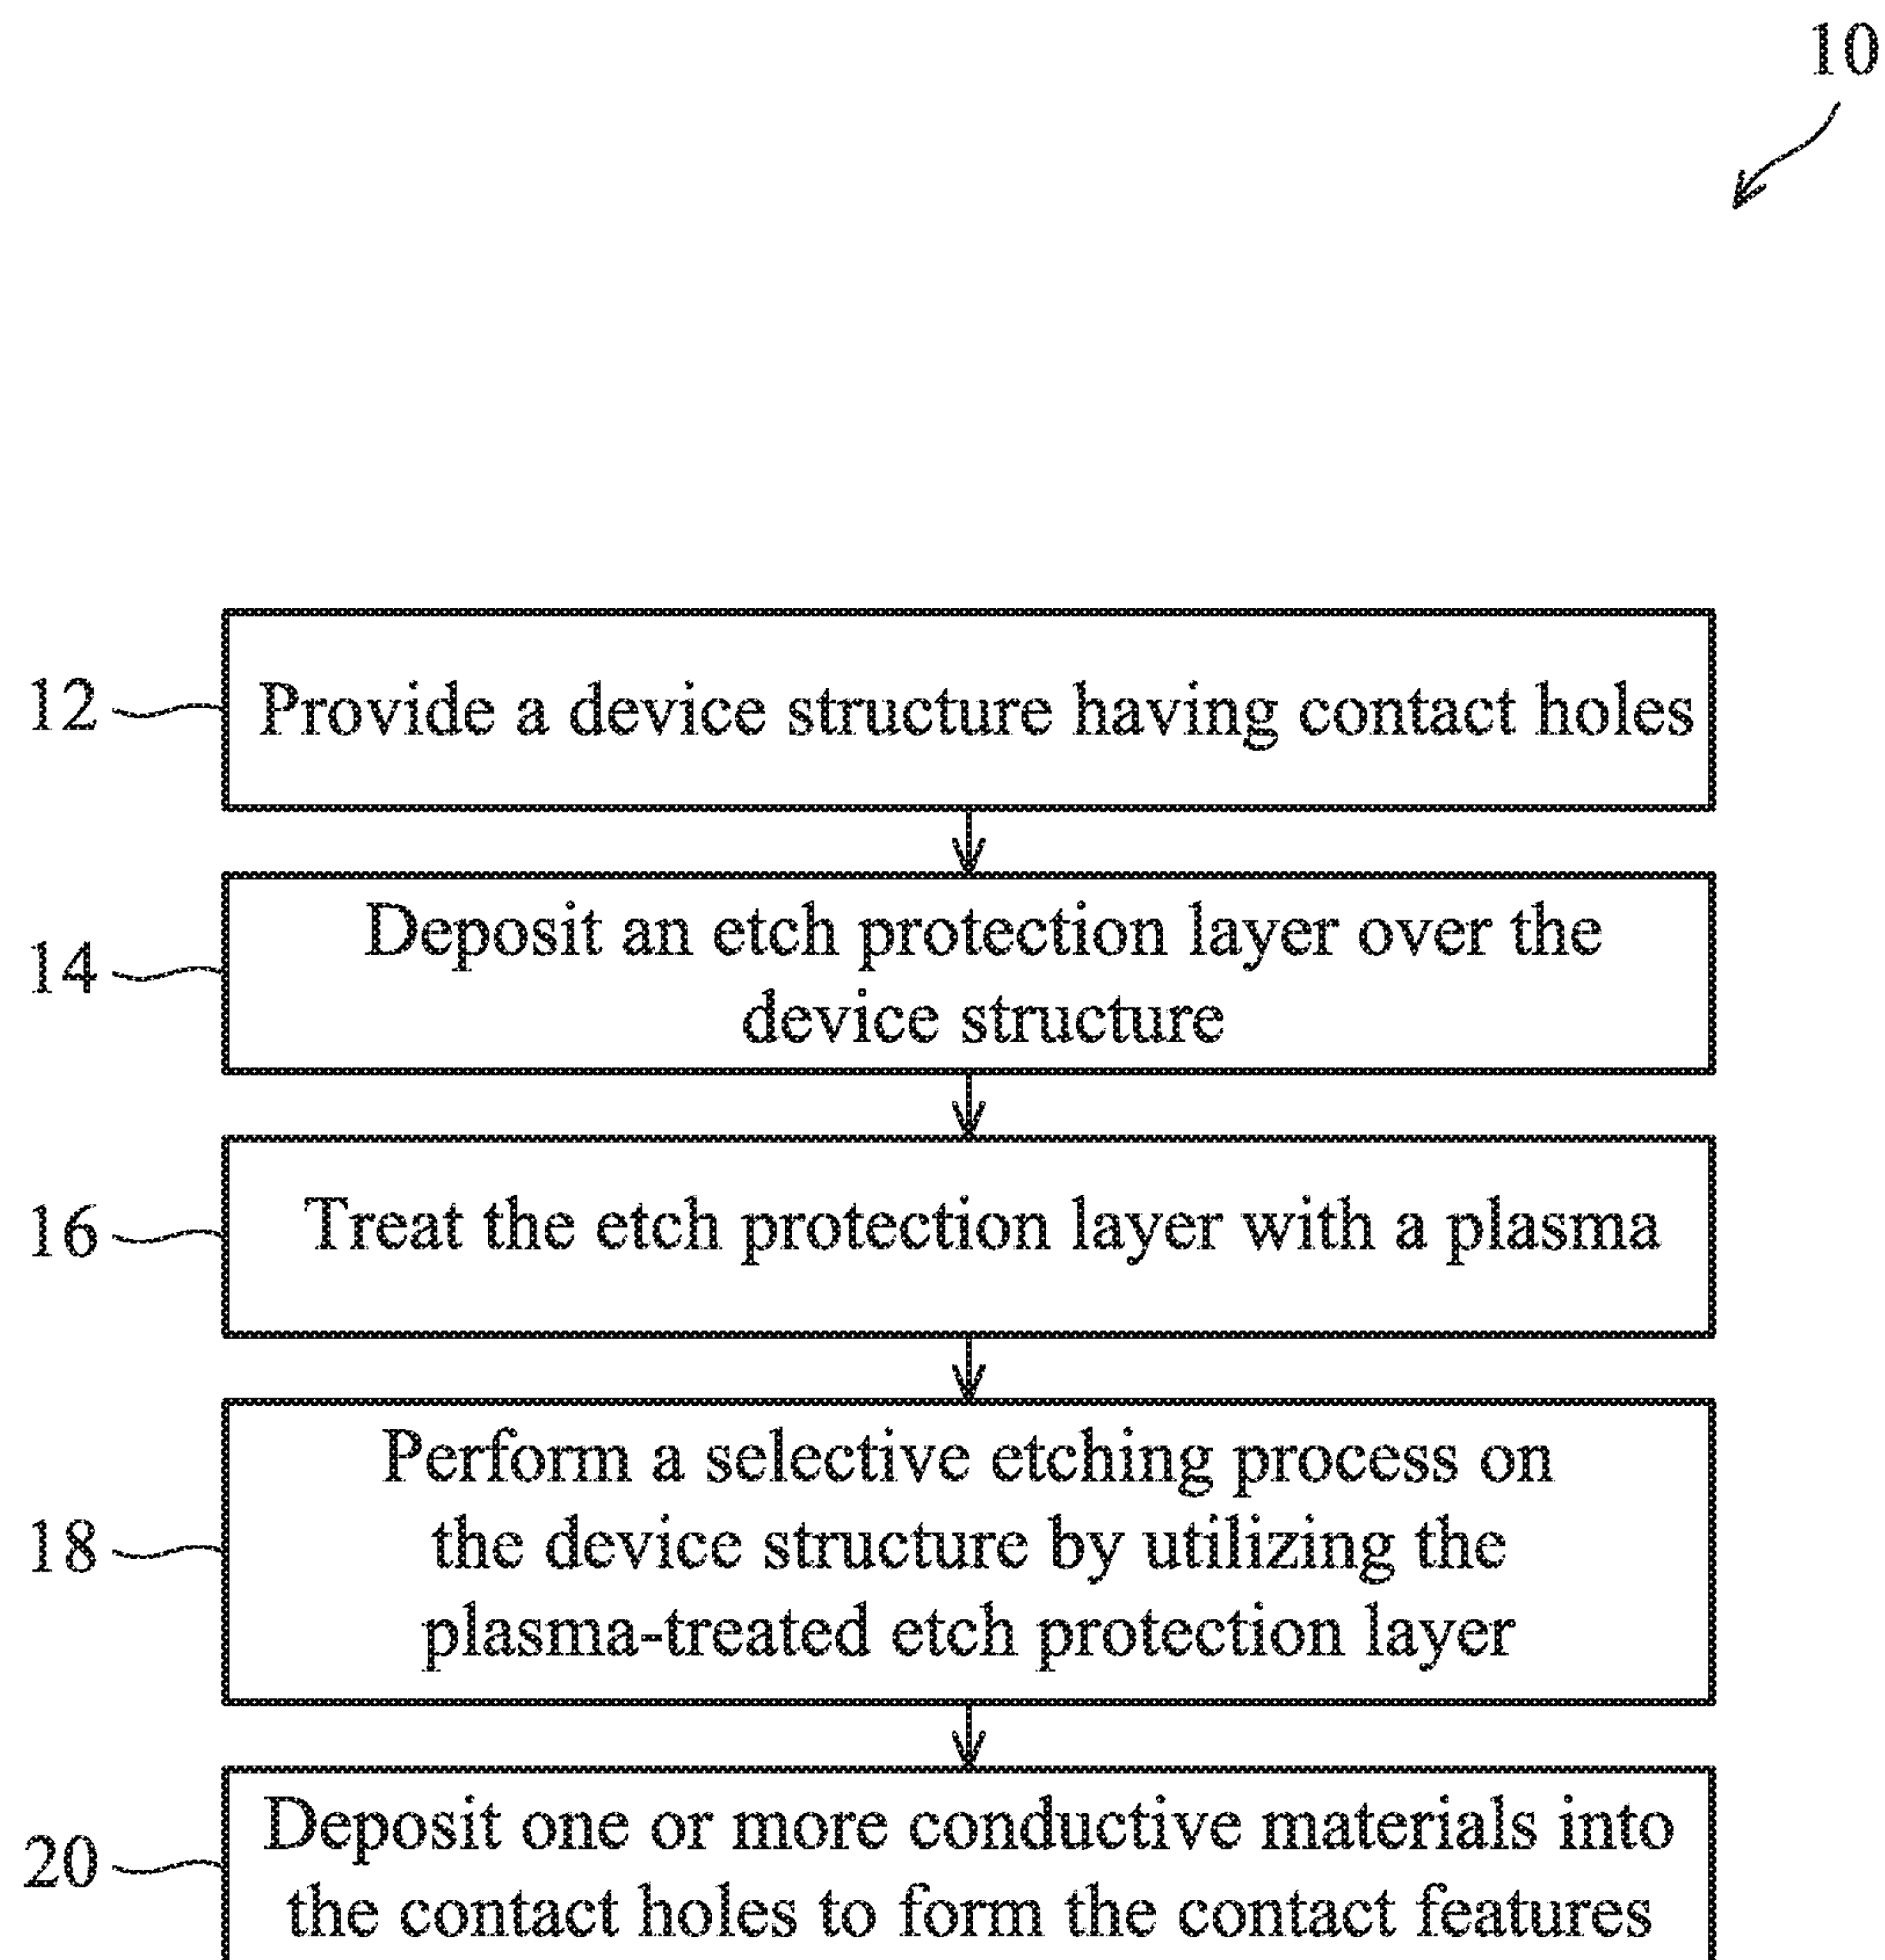 10
12
Provide a device structure having contact holes
14
Deposit an etch protection layer over the
device structure
16
Treat the etch protection layer with a plasma
18
Perform a selective etching process on
the device structure by utilizing the
plasma-treated etch protection layer
20
Deposit one or more conductive materials into
the contact holes to form the contact features